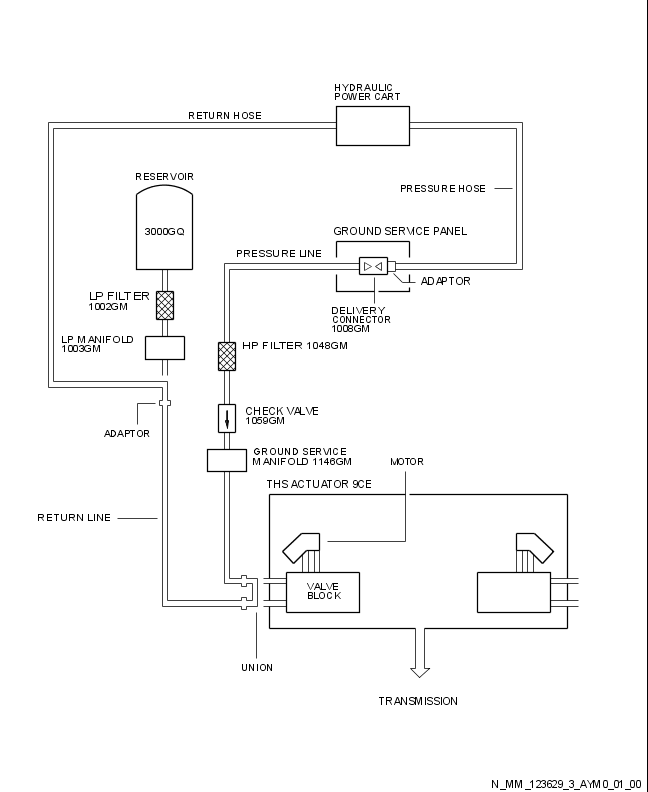 HYDRAULIC
POWER CART
RETURN HOSE
RESERVOIR
PRESSURE HOSE
3000GQ
GROUND SERVICE PANEL
PRESSURE LINE
ADAPTOR
LP FILTER
1002GM
DELIVERY
CONNECTOR
1008GM
LP MANIFOLD
1003GM
HP FILTER 1048GM
CHECK VALVE
1059GM
ADAPTOR
GROUND SERVICE
MANIFOLD 1146GM
MOTOR
THS ACTUATOR 9CE
RETURN LINE
VALVE
BLOCK
UNION
TRANSMISSION
N_MM_123629_3_AYM0_01_00